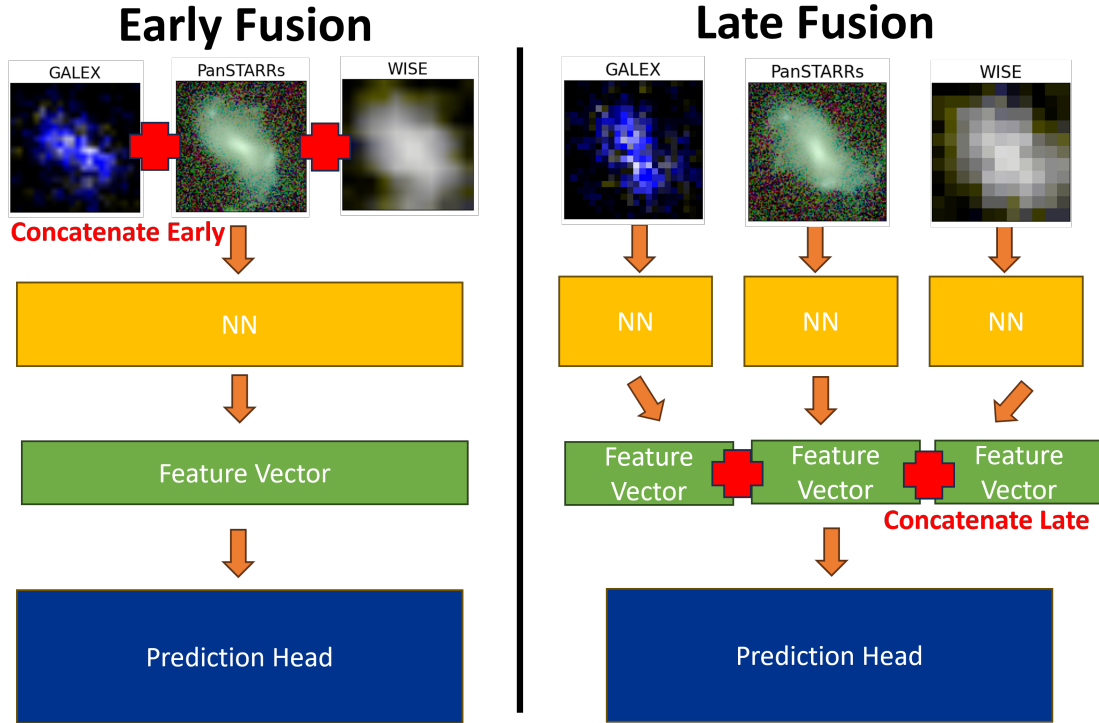 Early Fusion
GALEX
PanSTARRs
WISE
Concatenate Early
NN
Feature Vector
Prediction Head
Late Fusion
GALEX
PanSTARRs
WISE
NN
NN
NN
Feature
Vector
Feature
Vector
Feature
Vector
Concatenate Late
Prediction Head